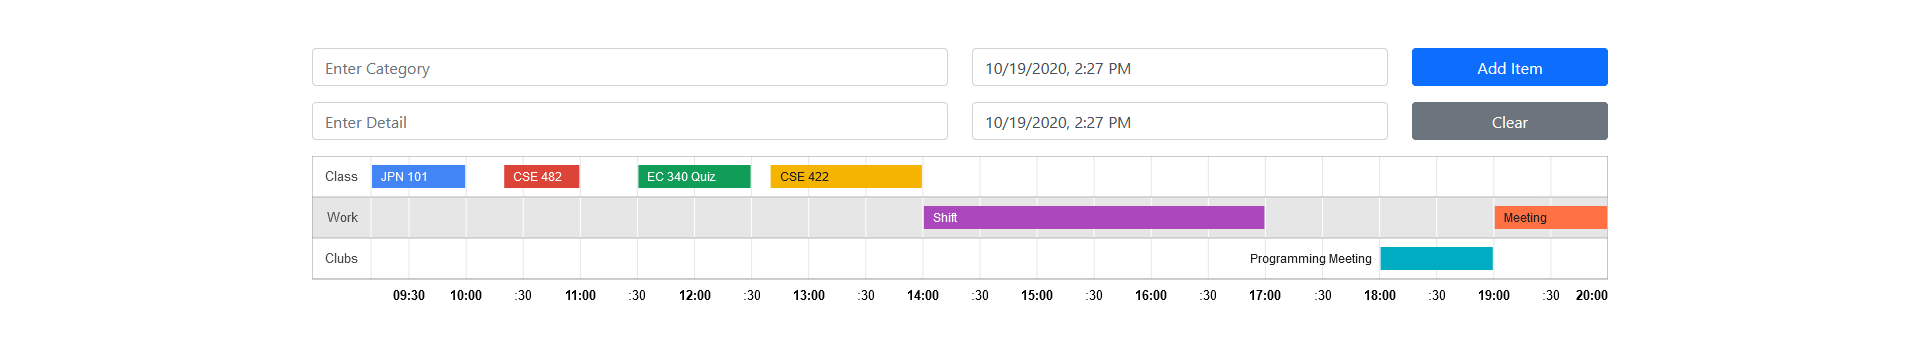 Enter Category 10/19/2020, 2:27 PM Add Item
Enter Detail 10/19/2020, 2:27 PM Clear
Class JPN 101 CSE 482 EC 340 Quiz CSE 422
Work Shift Meeting
Clubs Programming Meeting
09:30 10:00 :30 11:00 :30 12:00 :30 13:00 :30 14:00 :30 15:00 :30 16:00 :30 17:00 :30 18:00 :30 19:00 :30 20:00